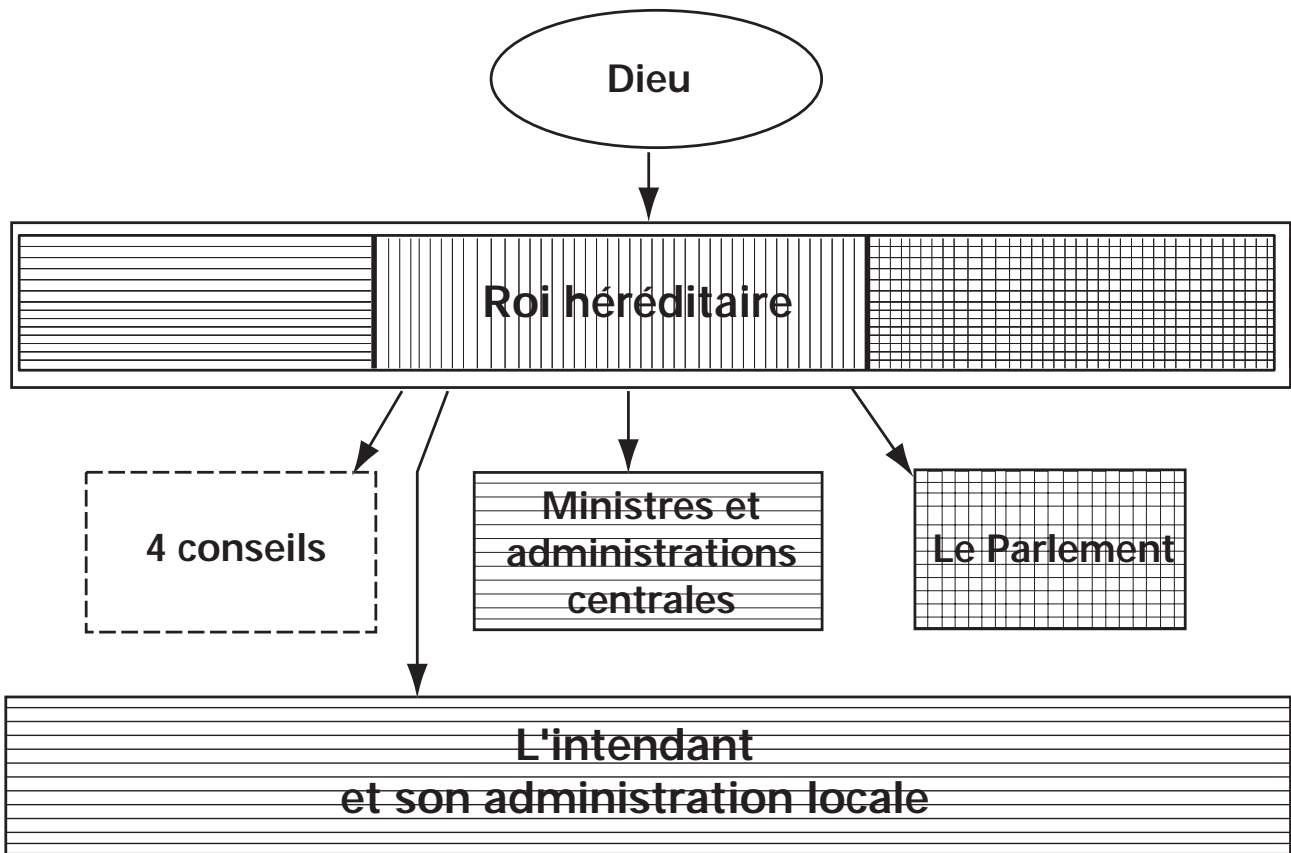 Dieu
Roi héréditaire
4 conseils
Ministres et
administrations
centrales
Le Parlement
L'intendant
et son administration locale